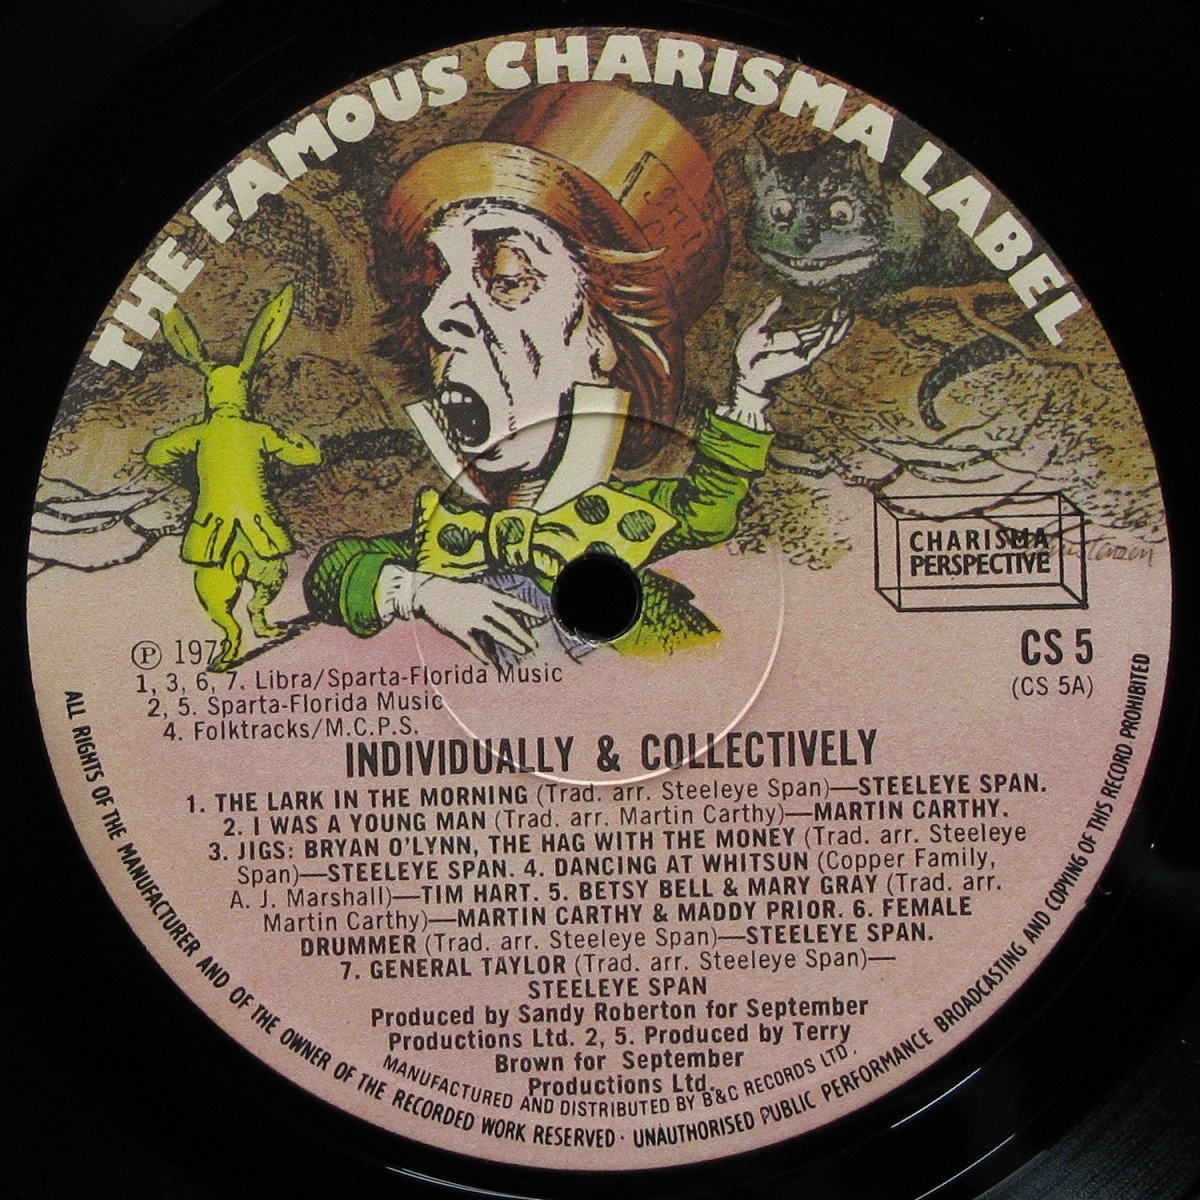 THE FAMOUS CHARISMA LABEL
CHARISMA
PERSPECTIVE
℗ 1972
1, 3, 6, 7. Libra/Sparta-Florida Music
2, 5. Sparta-Florida Music
4. Folktracks/M.C.P.S.
CS 5
(CS 5A)
INDIVIDUALLY & COLLECTIVELY
1. THE LARK IN THE MORNING (Trad. arr. Steeleye Span)—STEELEYE SPAN.
2. I WAS A YOUNG MAN (Trad. arr. Martin Carthy)—MARTIN CARTHY.
3. JIGS: BRYAN O'LYNN, THE HAG WITH THE MONEY (Trad. arr. Steeleye
Span)—STEELEYE SPAN. 4. DANCING AT WHITSUN (Copper Family,
A. J. Marshall)—TIM HART. 5. BETSY BELL & MARY GRAY (Trad. arr.
Martin Carthy)—MARTIN CARTHY & MADDY PRIOR. 6. FEMALE
DRUMMER (Trad. arr. Steeleye Span)—STEELEYE SPAN.
7. GENERAL TAYLOR (Trad. arr. Steeleye Span)—
STEELEYE SPAN
Produced by Sandy Roberton for September
Productions Ltd. 2, 5. Produced by Terry
Brown for September
Productions Ltd.
MANUFACTURED AND DISTRIBUTED BY B&C RECORDS LTD.
ALL RIGHTS OF THE MANUFACTURER AND OF THE OWNER OF THE RECORDED WORK RESERVED · UNAUTHORISED PUBLIC PERFORMANCE BROADCASTING AND COPYING OF THIS RECORD PROHIBITED